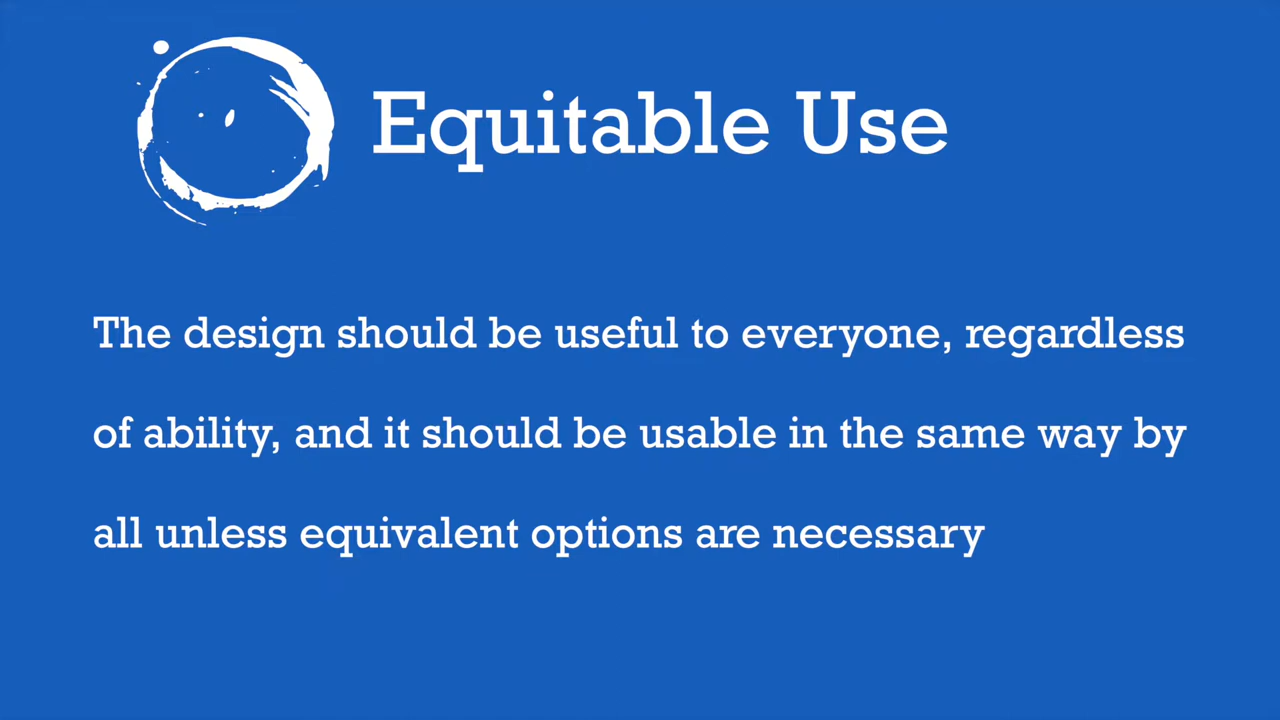 Equitable Use
The design should be useful to everyone, regardless
of ability, and it should be usable in the same way by
all unless equivalent options are necessary